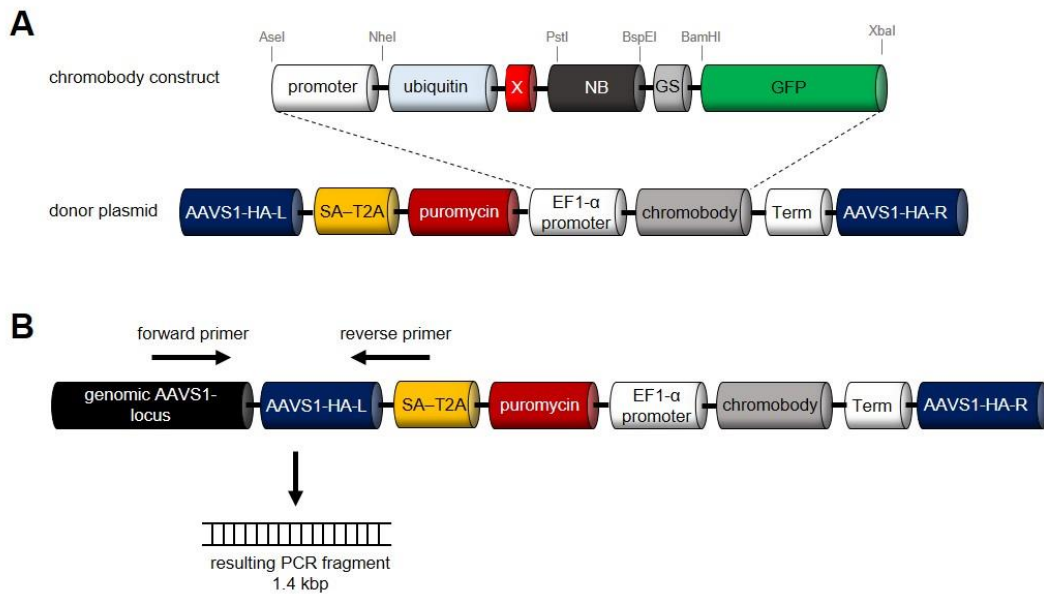 A
AseI NheI PstI BspEI BamHI XbaI
chromobody construct promoter ubiquitin X NB GS GFP
donor plasmid AAVS1-HA-L SA–T2A puromycin EF1-α promoter chromobody Term AAVS1-HA-R
B
forward primer reverse primer
genomic AAVS1-locus AAVS1-HA-L SA–T2A puromycin EF1-α promoter chromobody Term AAVS1-HA-R
resulting PCR fragment
1.4 kbp